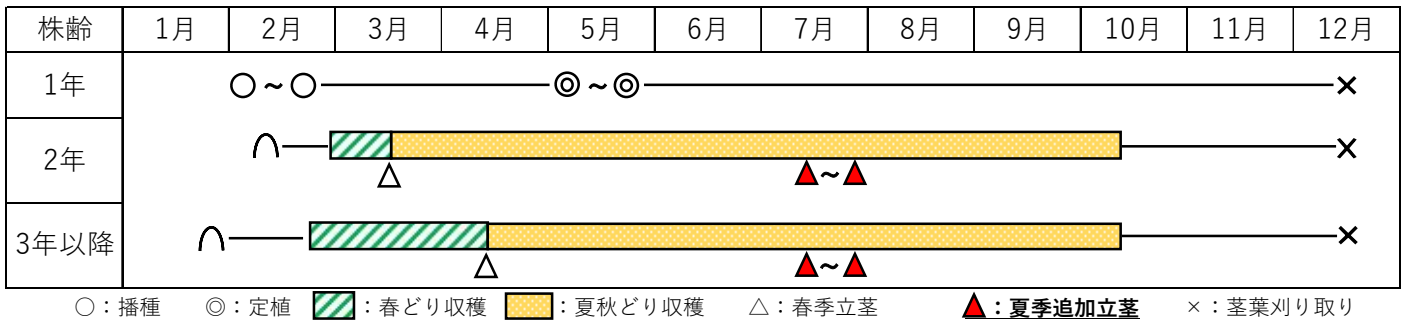 株齢 1月 2月 3月 4月 5月 6月 7月 8月 9月 10月 11月 12月
1年 ○~○ ◎~◎ ×
2年 ∩ △ ▲~▲ ×
3年以降 ∩ △ ▲~▲ ×
○:播種 ◎:定植 :春どり収穫 :夏秋どり収穫 △:春季立茎 ▲:夏季追加立茎 ×:茎葉刈り取り